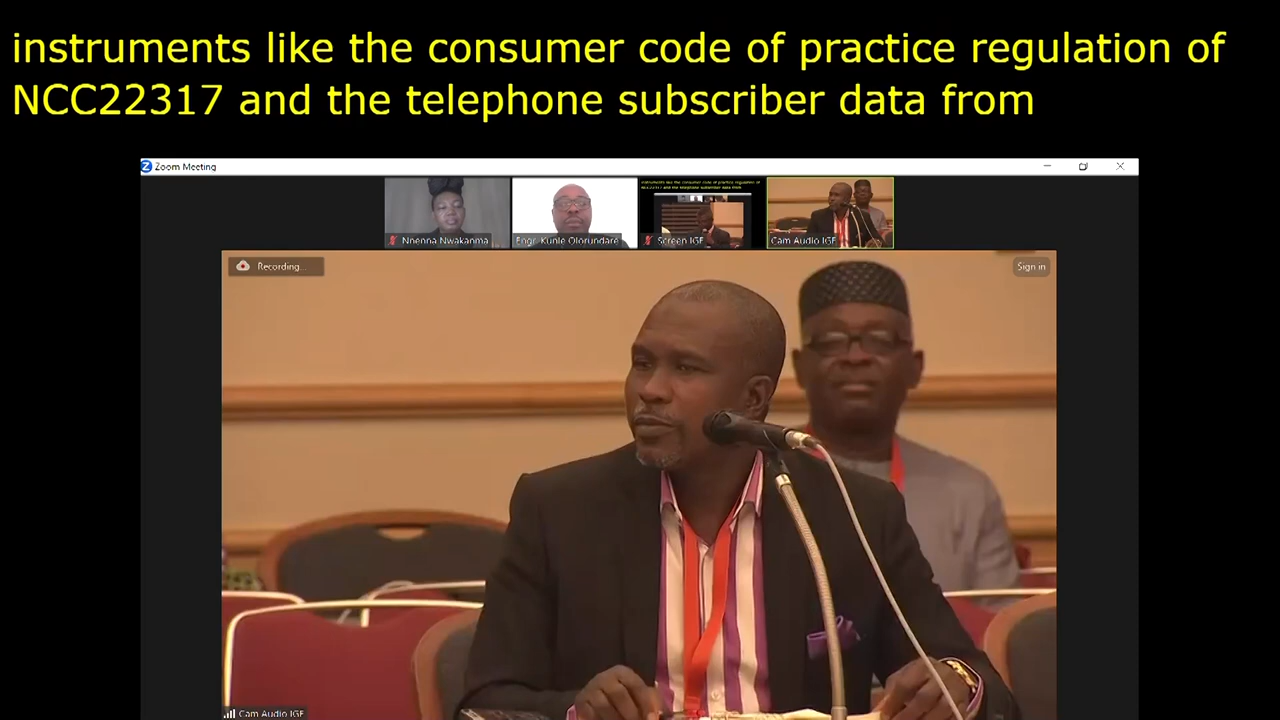 instruments like the consumer code of practice regulation of
NCC22317 and the telephone subscriber data from
Zoom Meeting
Nnenna Nwakanma
Engr. Kunle Olorundare
Screen IGF
Cam Audio IGF
Recording...
Sign in
Cam Audio IGF